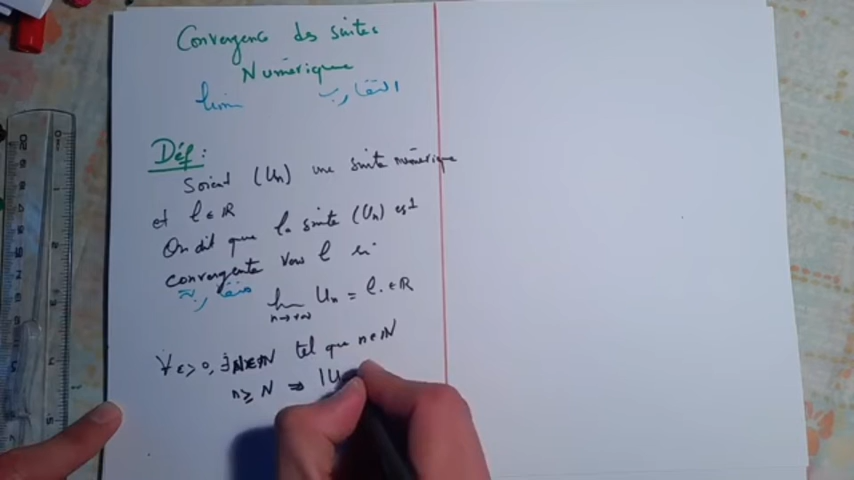 Convergence des suites
Numérique
lim التقارب
Déf :
Soient (Un) une suite numérique
et l ∈ ℝ
On dit que la suite (Un) est
convergente vers l si
متقاربة
lim Un = l ∈ ℝ
n→+∞
∀ε>0, ∃N∈ℕ tel que n∈ℕ
n≥N ⇒ |U